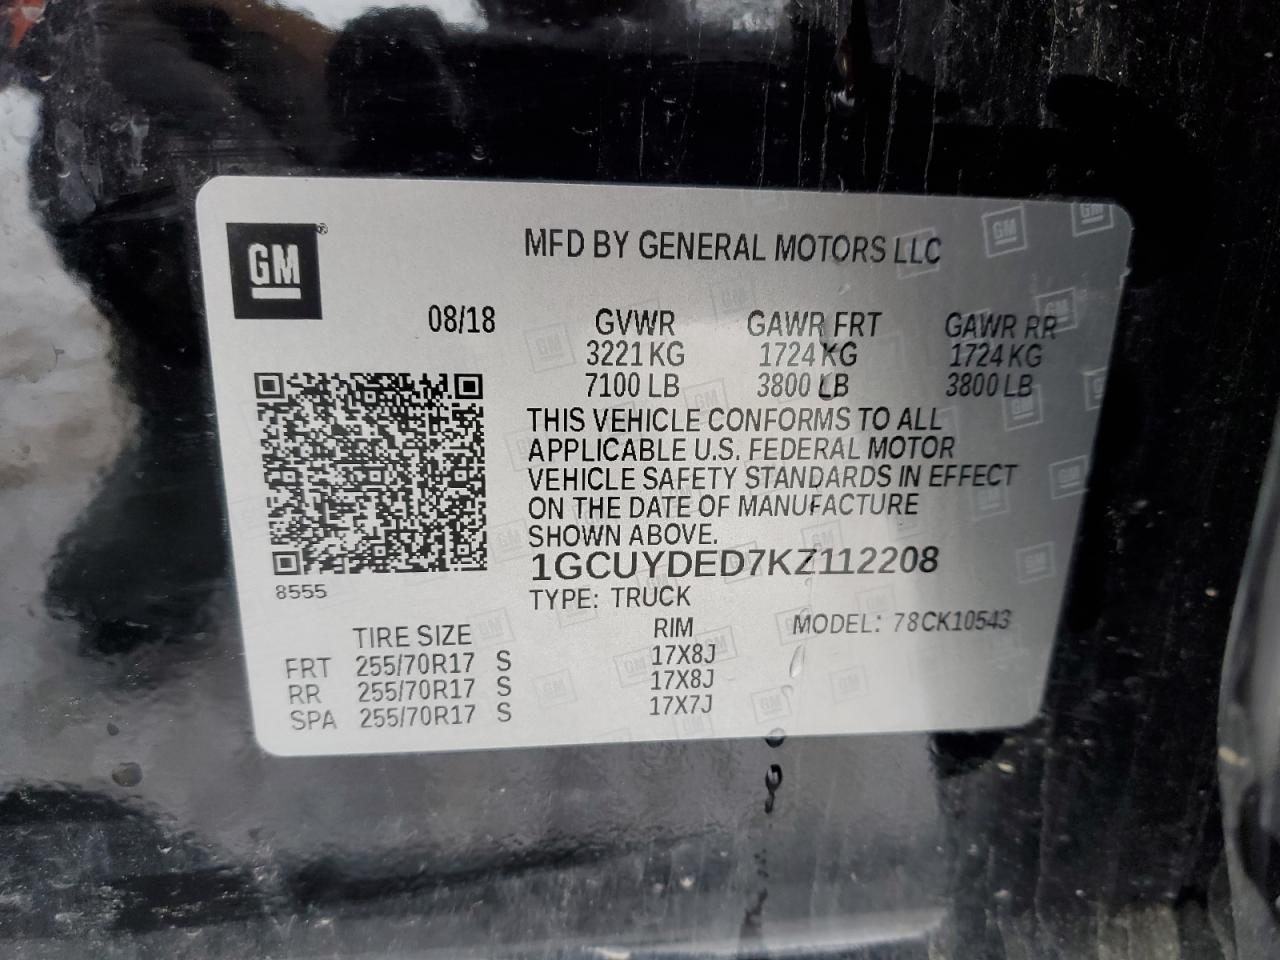 GM
MFD BY GENERAL MOTORS LLC
08/18
GVWR GAWR FRT GAWR RR
3221 KG 1724 KG 1724 KG
7100 LB 3800 LB 3800 LB
THIS VEHICLE CONFORMS TO ALL
APPLICABLE U.S. FEDERAL MOTOR
VEHICLE SAFETY STANDARDS IN EFFECT
ON THE DATE OF MANUFACTURE
SHOWN ABOVE.
1GCUYDED7KZ112208
8555
TYPE: TRUCK
MODEL: 78CK10543
TIRE SIZE RIM
FRT 255/70R17 S 17X8J
RR 255/70R17 S 17X8J
SPA 255/70R17 S 17X7J